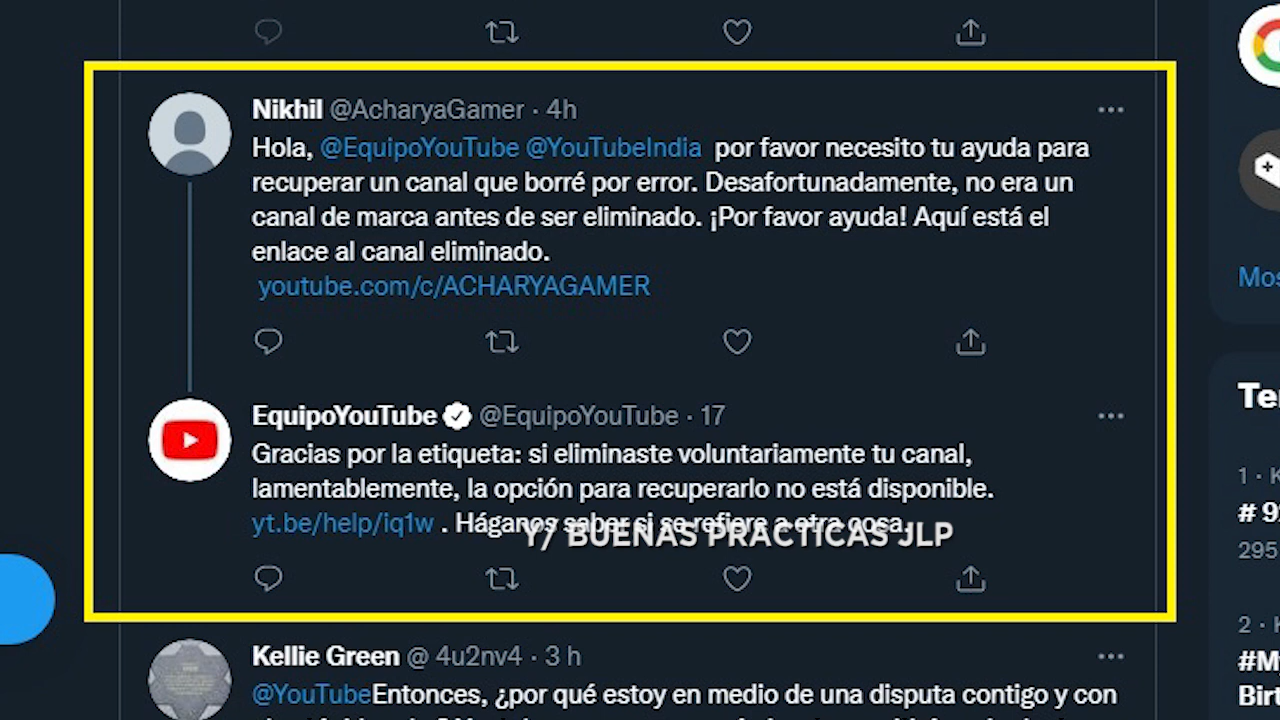 Nikhil @AcharyaGamer · 4h
Hola, @EquipoYouTube @YouTubeIndia por favor necesito tu ayuda para
recuperar un canal que borré por error. Desafortunadamente, no era un
canal de marca antes de ser eliminado. ¡Por favor ayuda! Aquí está el
enlace al canal eliminado.
youtube.com/c/ACHARYAGAMER
EquipoYouTube @EquipoYouTube · 17
Gracias por la etiqueta: si eliminaste voluntariamente tu canal,
lamentablemente, la opción para recuperarlo no está disponible.
yt.be/help/iq1w . Háganos saber si se refiere a otra cosa.
Y/ BUENAS PRACTICAS JLP
Kellie Green @ 4u2nv4 · 3 h
@YouTubeEntonces, ¿por qué estoy en medio de una disputa contigo y con
1 ·
# 9
295
2 ·